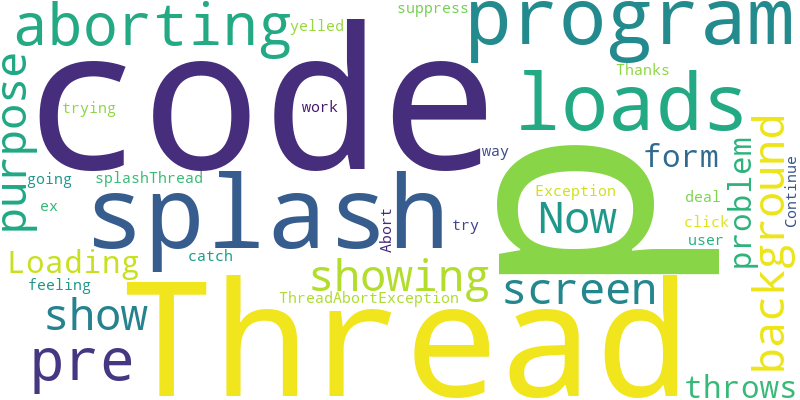 suppress
aborting
program
yelled
code
Thanks
loads
trying
work
purpose
way
form
background
problem
going
splashThread
p
Exception
deal
Continue
ex
splash
Now
click
Abort
try
user
Loading
catch
showing
screen
feeling
Thread
ThreadAbortException
show
pre
throws